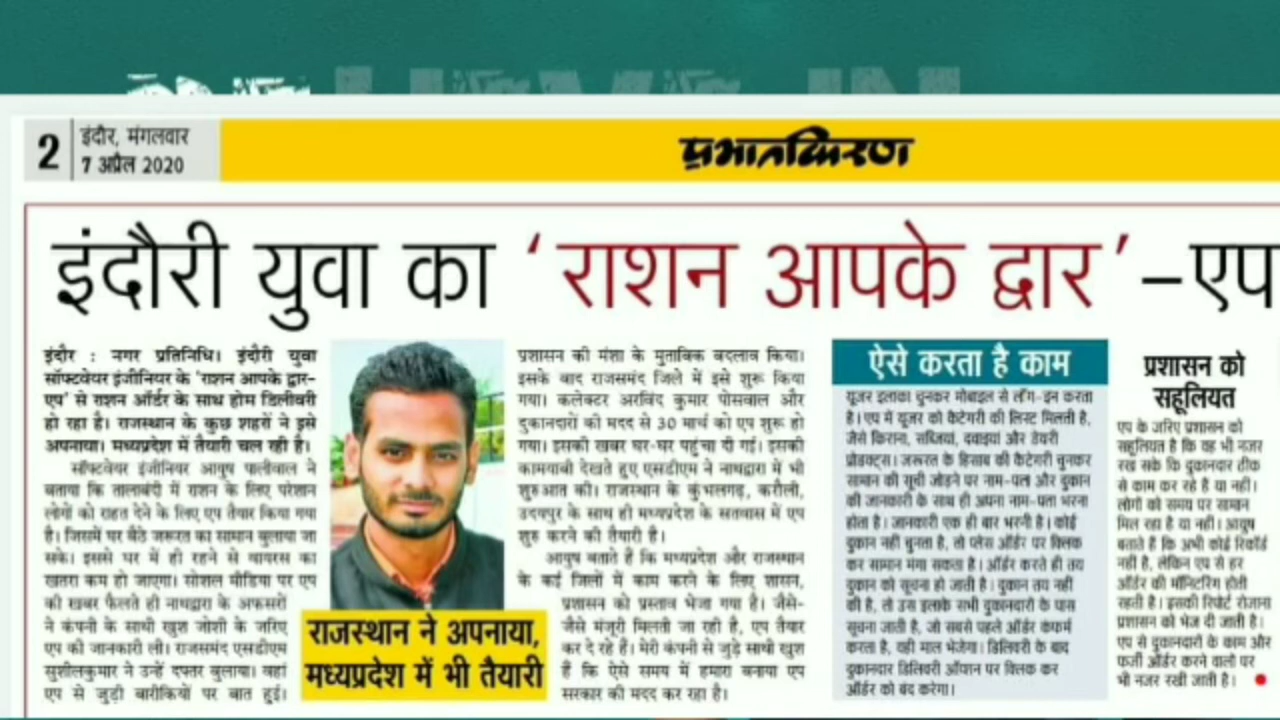 2
इंदौर, मंगलवार
7 अप्रैल 2020
प्रभातकिरण
इंदौरी युवा का ‘राशन आपके द्वार’-एप
इंदौर : नगर प्रतिनिधि। इंदौरी युवा
सॉफ्टवेयर इंजीनियर के ‘राशन आपके द्वार-
एप’ से राशन ऑर्डर के साथ होम डिलीवरी
हो रहा है। राजस्थान के कुछ शहरों ने इसे
अपनाया। मध्यप्रदेश में तैयारी चल रही है।
सॉफ्टवेयर इंजीनियर आयुष पालीवाल ने
बताया कि तालाबंदी में राशन के लिए परेशान
लोगों को राहत देने के लिए एप तैयार किया गया
है। जिसमें घर बैठे जरूरत का सामान बुलाया जा
सके। इससे घर में ही रहने से वायरस का
खतरा कम हो जाएगा। सोशल मीडिया पर एप
की खबर फैलते ही नाथद्वारा के अफसरों
ने कंपनी के साथी खुश जोशी के जरिए
एप की जानकारी ली। राजसमंद एसडीएम
सुशीलकुमार ने उन्हें दफ्तर बुलाया। वहां
एप से जुड़ी बारीकियों पर बात हुई।
राजस्थान ने अपनाया,
मध्यप्रदेश में भी तैयारी
प्रशासन की मंशा के मुताबिक बदलाव किया।
इसके बाद राजसमंद जिले में इसे शुरू किया
गया। कलेक्टर अरविंद कुमार पोसवाल और
दुकानदारों की मदद से 30 मार्च को एप शुरू हो
गया। इसकी खबर घर-घर पहुंचा दी गई। इसकी
कामयाबी देखते हुए एसडीएम ने नाथद्वारा में भी
शुरुआत की। राजस्थान के कुंभलगढ़, करौली,
उदयपुर के साथ ही मध्यप्रदेश के सतवास में एप
शुरू करने की तैयारी है।
आयुष बताते हैं कि मध्यप्रदेश और राजस्थान
के कई जिलों में काम करने के लिए शासन,
प्रशासन को प्रस्ताव भेजा गया है। जैसे-
जैसे मंजूरी मिलती जा रही है, एप तैयार
कर दे रहे हैं। मेरी कंपनी से जुड़े साथी खुश
हैं कि ऐसे समय में हमारा बनाया एप
सरकार की मदद कर रहा है।
ऐसे करता है काम
यूजर इलाका चुनकर मोबाइल से लॉग-इन करता
है। एप में यूजर को कैटेगरी की लिस्ट मिलती है,
जैसे किराना, सब्जियां, दवाइयां और डेयरी
प्रोडक्ट्स। जरूरत के हिसाब की कैटेगरी चुनकर
सामान की सूची जोड़ने पर नाम-पता और दुकान
की जानकारी के साथ ही अपना नाम-पता भरना
होता है। जानकारी एक ही बार भरनी है। कोई
दुकान नहीं चुनता है, तो प्लेस ऑर्डर पर क्लिक
कर सामान मंगा सकता है। ऑर्डर करते ही तय
दुकान को सूचना हो जाती है। दुकान तय नहीं
की है, तो उस इलाके सभी दुकानदारों के पास
सूचना जाती है, जो सबसे पहले ऑर्डर कंफर्म
करता है, वही माल भेजेगा। डिलिवरी के बाद
दुकानदार डिलिवरी ऑप्शन पर क्लिक कर
ऑर्डर को बंद करेगा।
प्रशासन को
सहूलियत
एप के जरिए प्रशासन को
सहूलियत है कि वह भी नजर
रख सके कि दुकानदार ठीक
से काम कर रहे हैं या नहीं।
लोगों को समय पर सामान
मिल रहा है या नहीं। आयुष
बताते हैं कि अभी कोई रिकॉर्ड
नहीं है, लेकिन एप से हर
ऑर्डर की मॉनिटरिंग होती
रहती है। इसकी रिपोर्ट रोजाना
प्रशासन को भेज दी जाती है।
एप से दुकानदारों के काम और
फर्जी ऑर्डर करने वालों पर
भी नजर रखी जाती है।